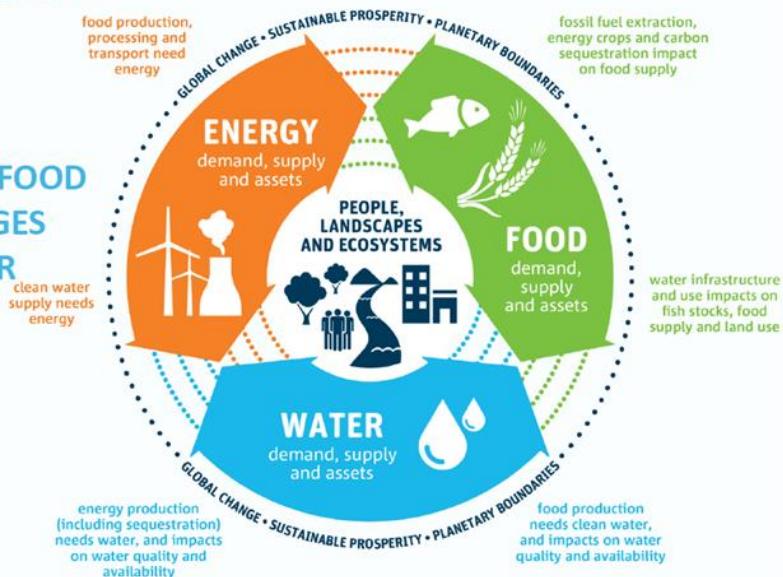 food production,
processing and
transport need
energy
fossil fuel extraction,
energy crops and carbon
sequestration impact
on food supply
GLOBAL CHANGE • SUSTAINABLE PROSPERITY • PLANETARY BOUNDARIES
FOOD
ENERGY
demand, supply
and assets
PEOPLE,
LANDSCAPES
AND ECOSYSTEMS
FOOD
demand,
supply
and assets
clean water
supply needs
energy
water infrastructure
and use impacts on
fish stocks, food
supply and land use
WATER
demand, supply
and assets
GLOBAL CHANGE • SUSTAINABLE PROSPERITY • PLANETARY BOUNDARIES
energy production
(including sequestration)
needs water, and impacts
on water quality and
availability
food production
needs clean water,
and impacts on water
quality and availability